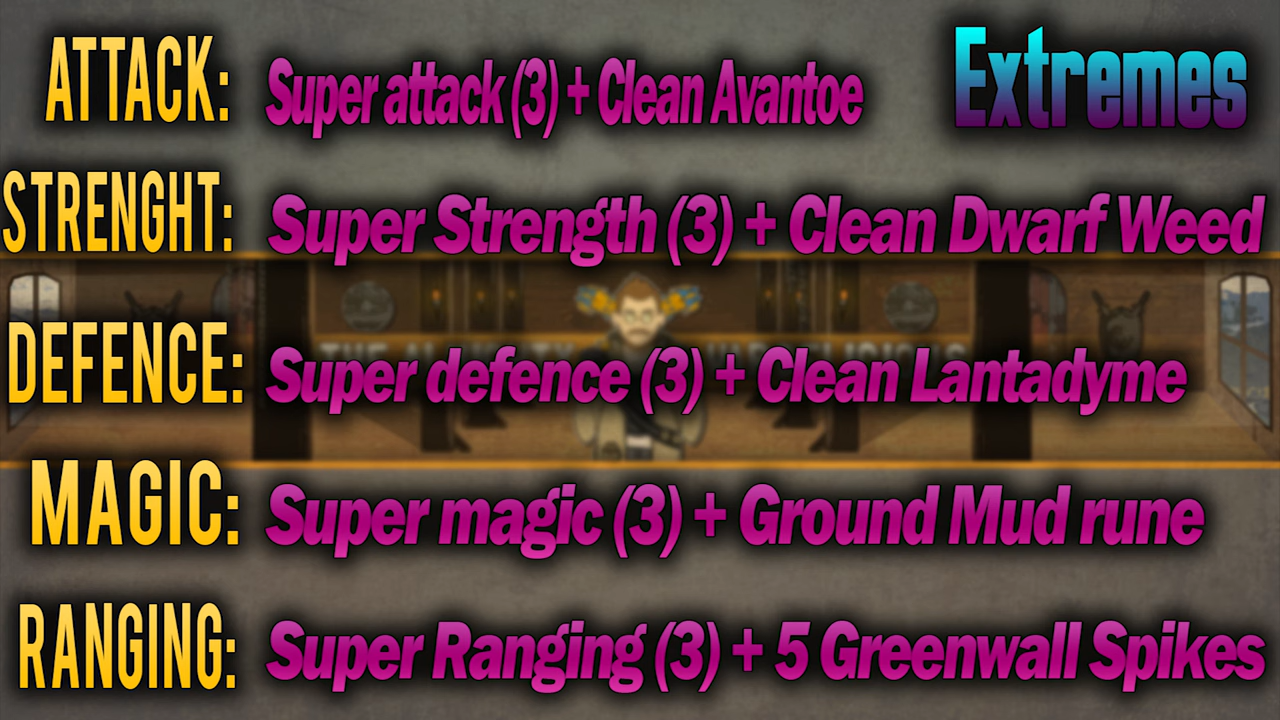 ATTACK: Super attack (3) + Clean Avantoe
Extremes
STRENGHT: Super Strength (3) + Clean Dwarf Weed
DEFENCE: Super defence (3) + Clean Lantadyme
MAGIC: Super magic (3) + Ground Mud rune
RANGING: Super Ranging (3) + 5 Greenwall Spikes